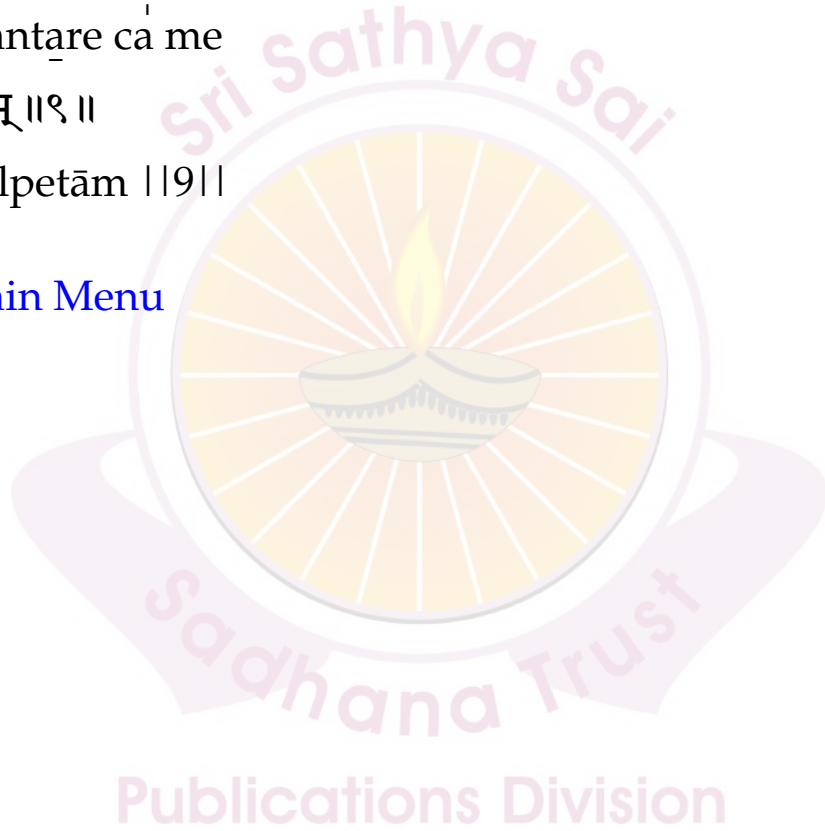 ntare ca̍ me
म् ॥९॥
lpetām ||9||
in Menu
Sri Sathya Sai
Sadhana Trust
Publications Division